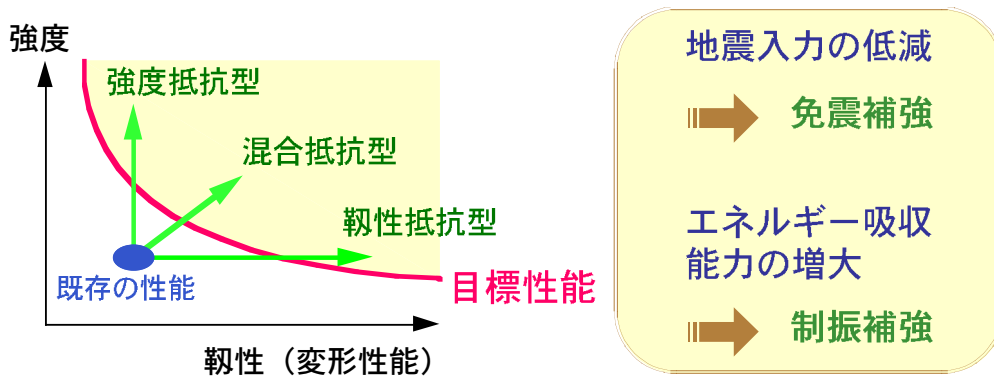 強度
強度抵抗型
混合抵抗型
靱性抵抗型
既存の性能
目標性能
靱性（変形性能）
地震入力の低減
免震補強
エネルギー吸収
能力の増大
制振補強